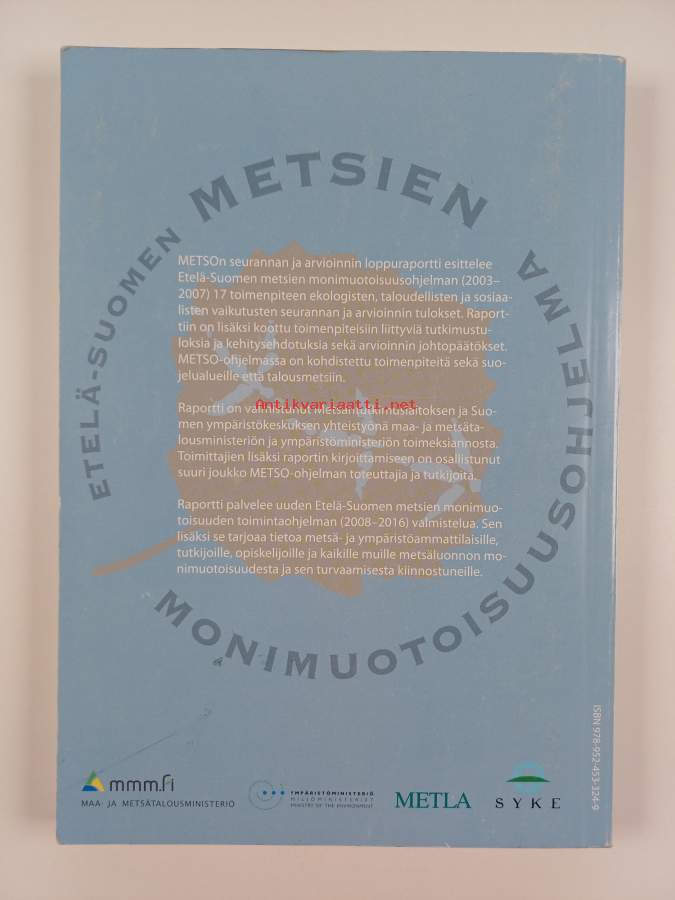 ETELÄ-SUOMEN METSIEN
MONIMUOTOISUUSOHJELMA
METSOn seurannan ja arvioinnin loppuraportti esittelee
Etelä-Suomen metsien monimuotoisuusohjelman (2003–
2007) 17 toimenpiteen ekologisten, taloudellisten ja sosiaa-
listen vaikutusten seurannan ja arvioinnin tulokset. Raport-
tiin on lisäksi koottu toimenpiteisiin liittyviä tutkimustu-
loksia ja kehitysehdotuksia sekä arvioinnin johtopäätökset.
METSO-ohjelmassa on kohdistettu toimenpiteitä sekä suo-
jelualueille että talousmetsiin.
Antikvariaatti.net
Raportti on valmistunut Metsäntutkimuslaitoksen ja Suo-
men ympäristökeskuksen yhteistyönä maa- ja metsäta-
lousministeriön ja ympäristöministeriön toimeksiannosta.
Toimittajien lisäksi raportin kirjoittamiseen on osallistunut
suuri joukko METSO-ohjelman toteuttajia ja tutkijoita.
Raportti palvelee uuden Etelä-Suomen metsien monimuo-
toisuuden toimintaohjelman (2008–2016) valmistelua. Sen
lisäksi se tarjoaa tietoa metsä- ja ympäristöammattilaisille,
tutkijoille, opiskelijoille ja kaikille muille metsäluonnon mo-
nimuotoisuudesta ja sen turvaamisesta kiinnostuneille.
ISBN 978-952-453-324-9
mmm.fi
MAA- JA METSÄTALOUSMINISTERIÖ
YMPÄRISTÖMINISTERIÖ
MILJÖMINISTERIET
MINISTRY OF THE ENVIRONMENT
METLA
SYKE